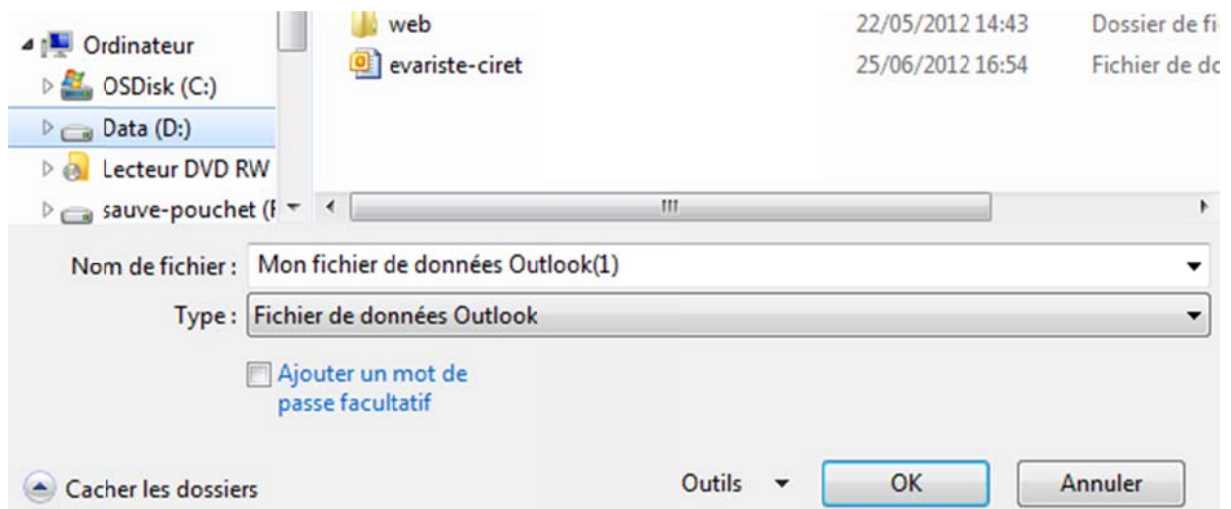 web 22/05/2012 14:43 Dossier de fi
Ordinateur
evariste-ciret 25/06/2012 16:54 Fichier de do
OSDisk (C:)
Data (D:)
Lecteur DVD RW
sauve-pouchet (F
Nom de fichier : Mon fichier de données Outlook(1)
Type : Fichier de données Outlook
Ajouter un mot de
passe facultatif
Cacher les dossiers Outils OK Annuler